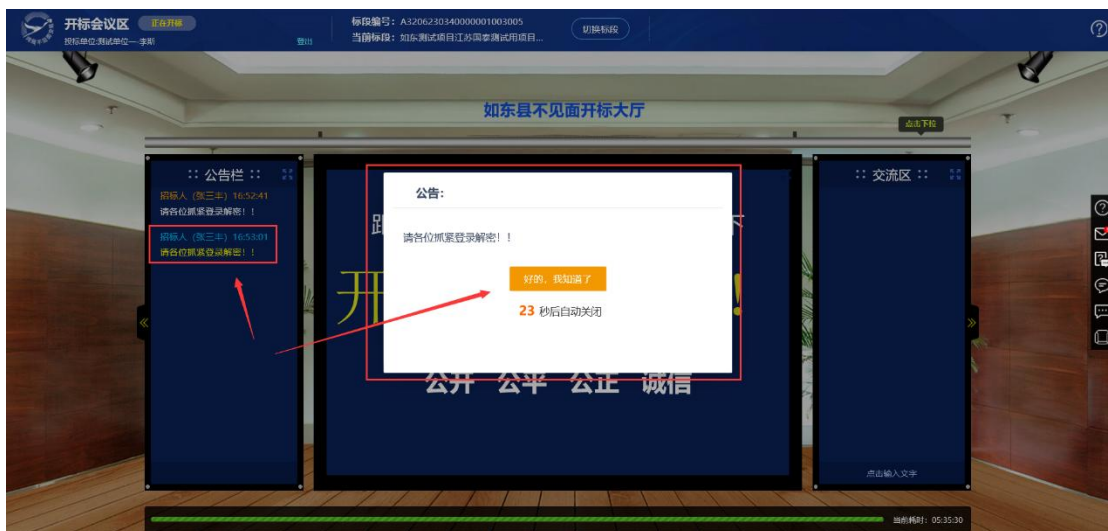 开标会议区 正在开标
投标单位:测试单位一-李斯 登出
标段编号：A3206230340000001003005
当前标段：如东测试项目江苏国泰测试用项目...
切换标段
如东县不见面开标大厅
点击下拉
:: 公告栏 ::
招标人 (张三丰) 16:52:41
请各位抓紧登录解密！！
招标人 (张三丰) 16:53:01
请各位抓紧登录解密！！
公告：
请各位抓紧登录解密！！
好的，我知道了
23 秒后自动关闭
距
下
开
!
公开 公平 公正 诚信
:: 交流区 ::
点击输入文字
当前耗时：05:35:30